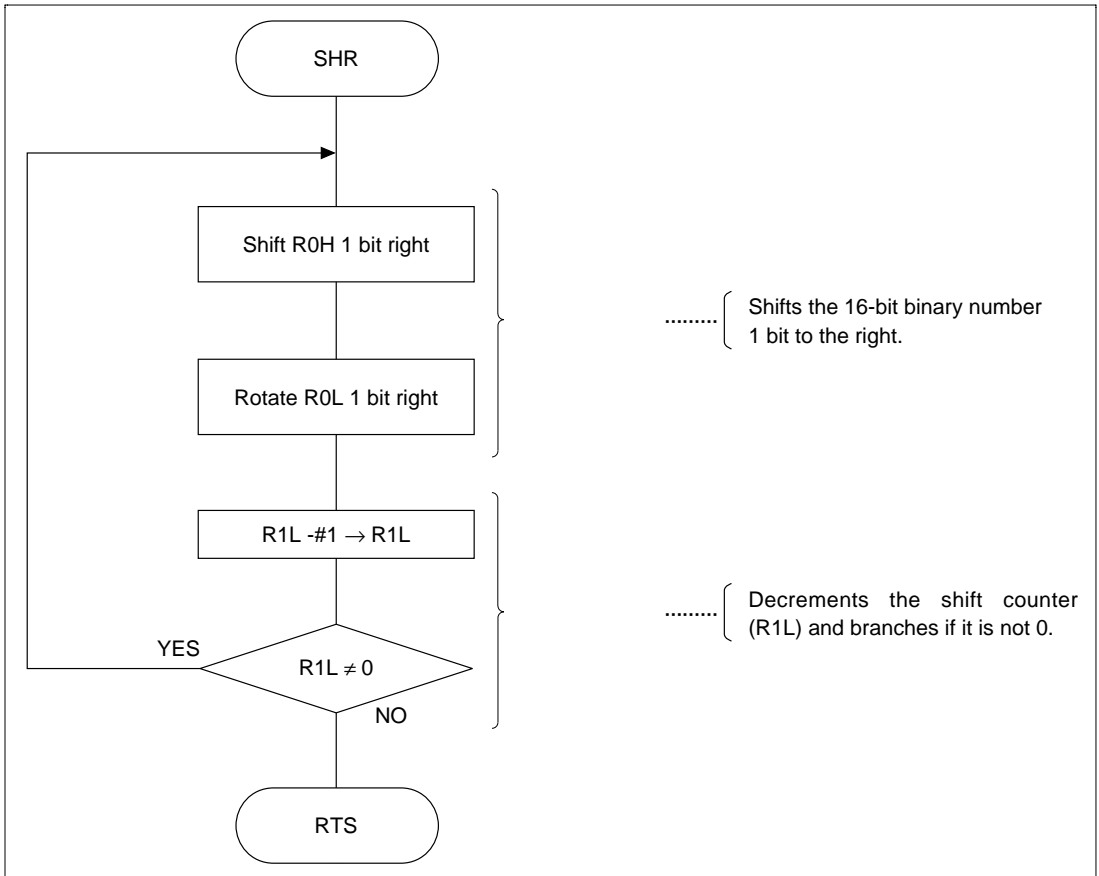 SHR
Shift R0H 1 bit right
Rotate R0L 1 bit right
......... Shifts the 16-bit binary number
1 bit to the right.
R1L -#1 → R1L
......... Decrements the shift counter
(R1L) and branches if it is not 0.
YES
R1L ≠ 0
NO
RTS